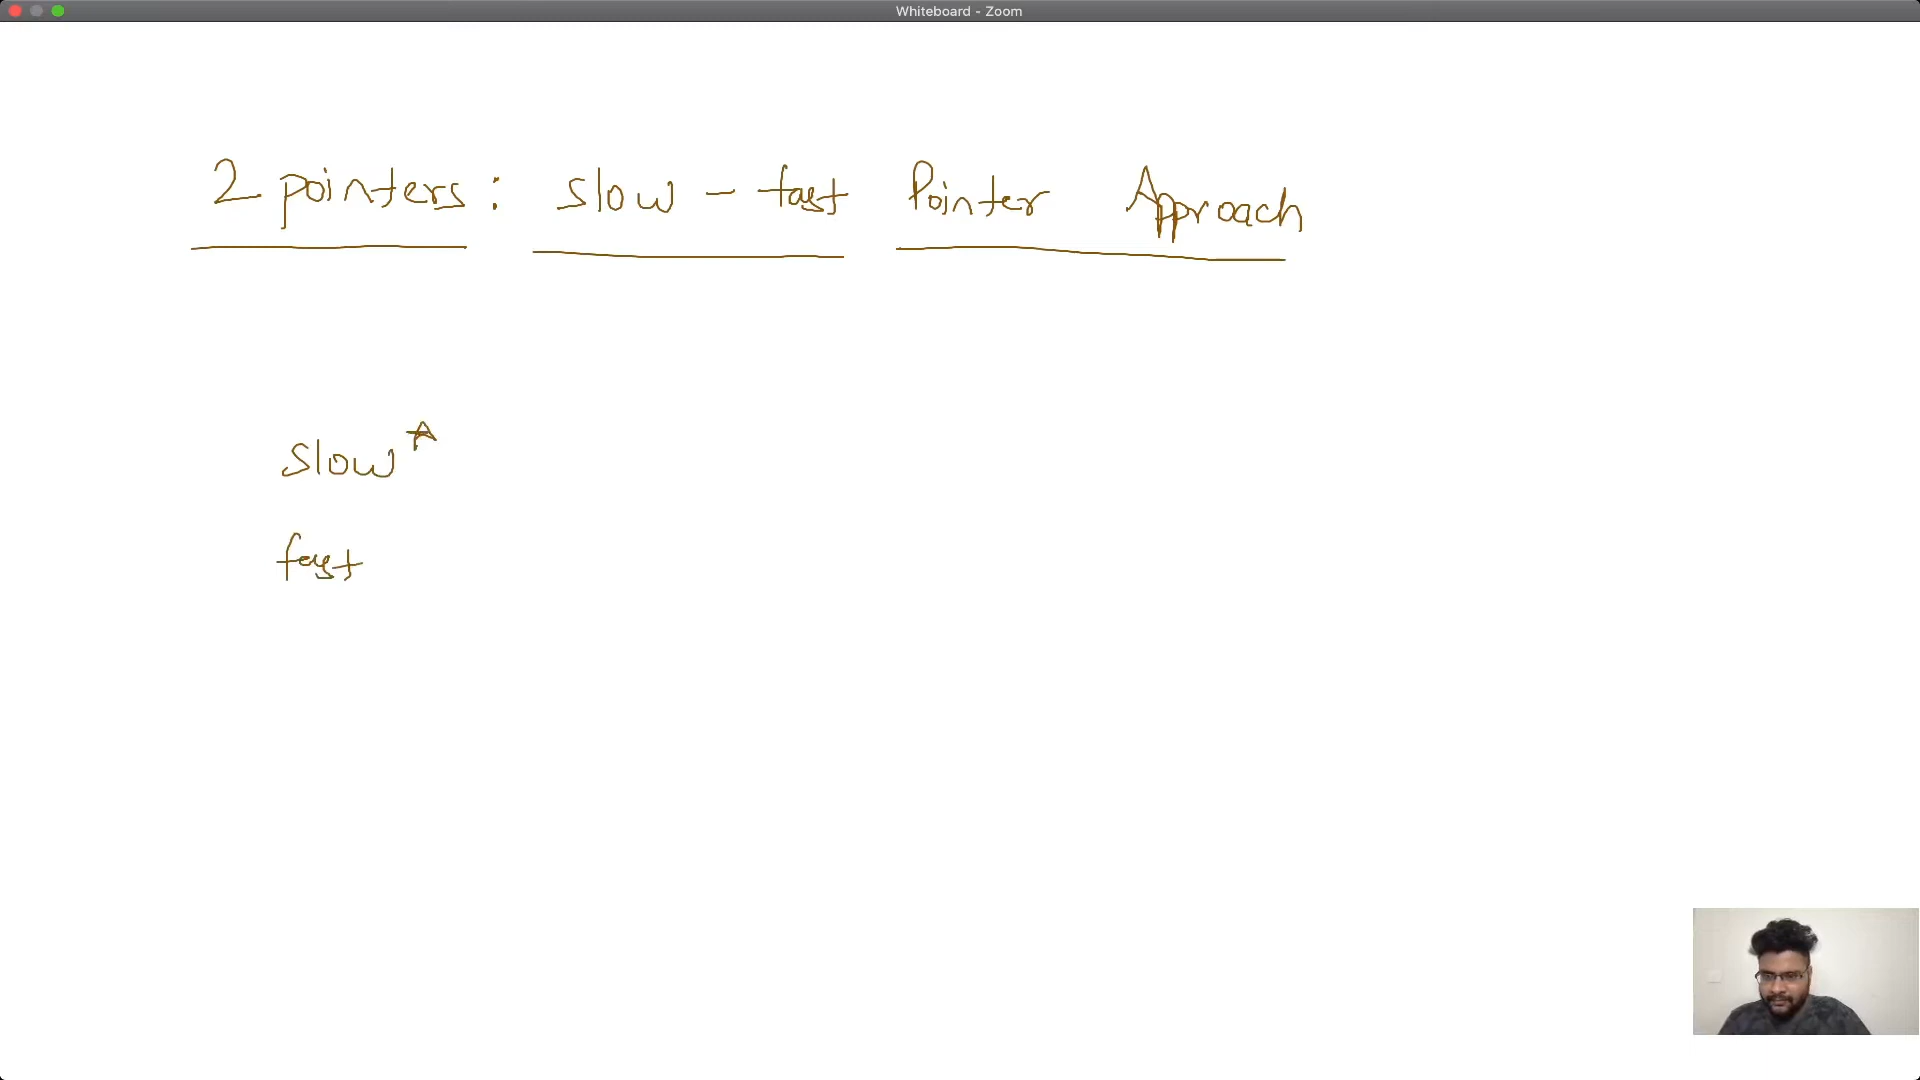 Whiteboard - Zoom
2 pointers: slow - fast Pointer Approach
slow *
fast